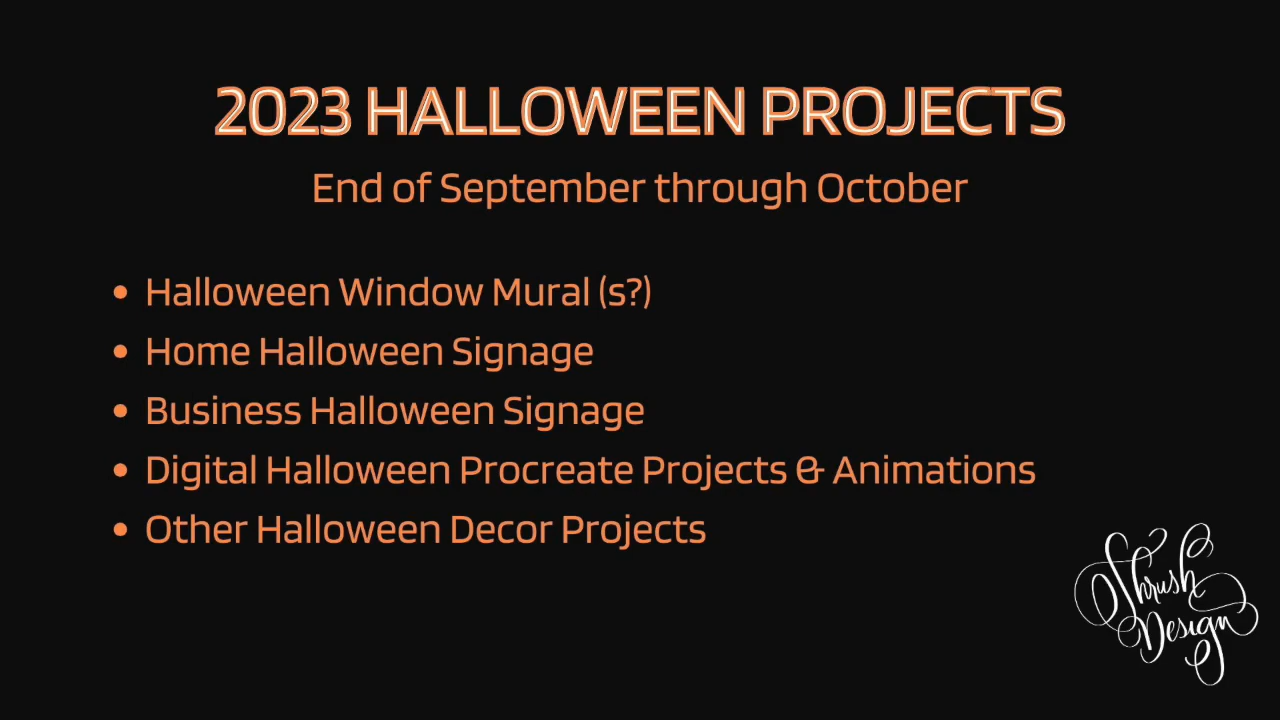 2023 HALLOWEEN PROJECTS
End of September through October
• Halloween Window Mural (s?)
• Home Halloween Signage
• Business Halloween Signage
• Digital Halloween Procreate Projects & Animations
• Other Halloween Decor Projects
Shrush
Design